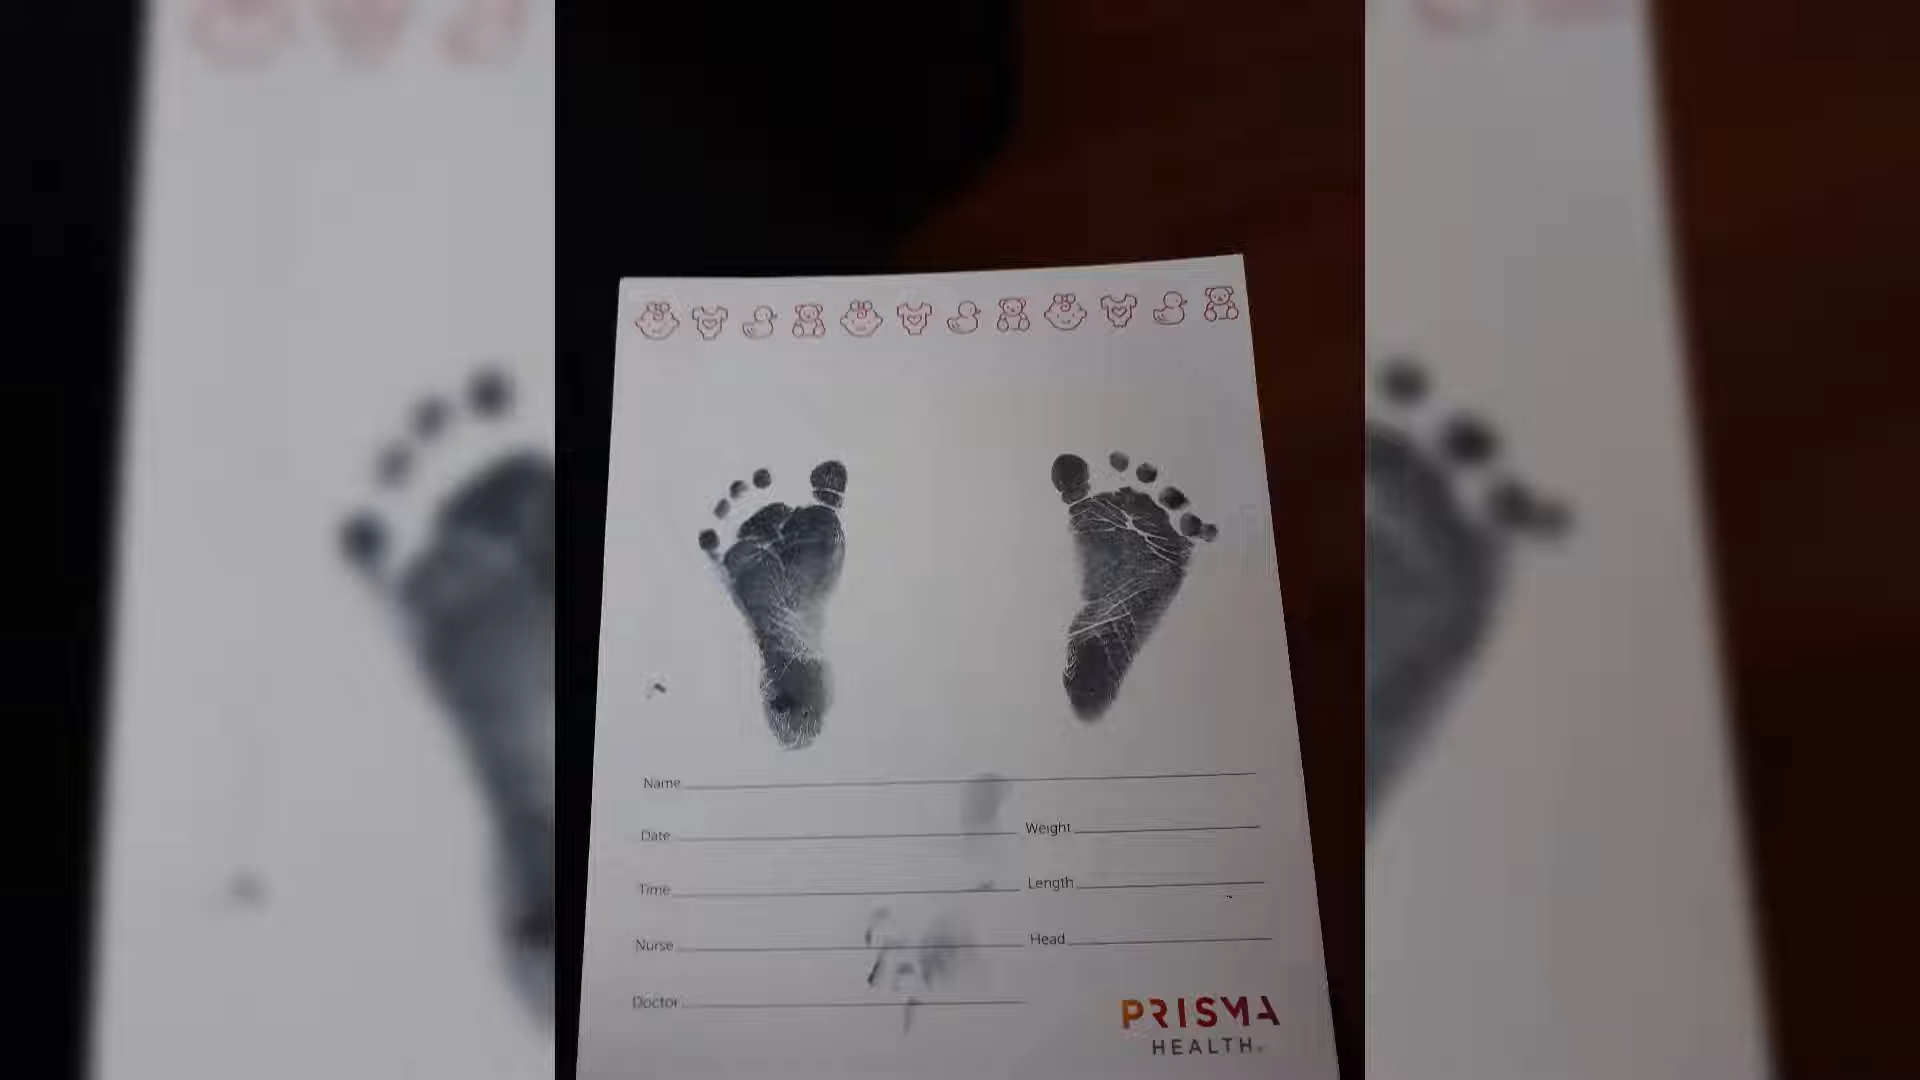 Name
Date Weight
Time Length
Nurse Head
Doctor
PRISMA
HEALTH